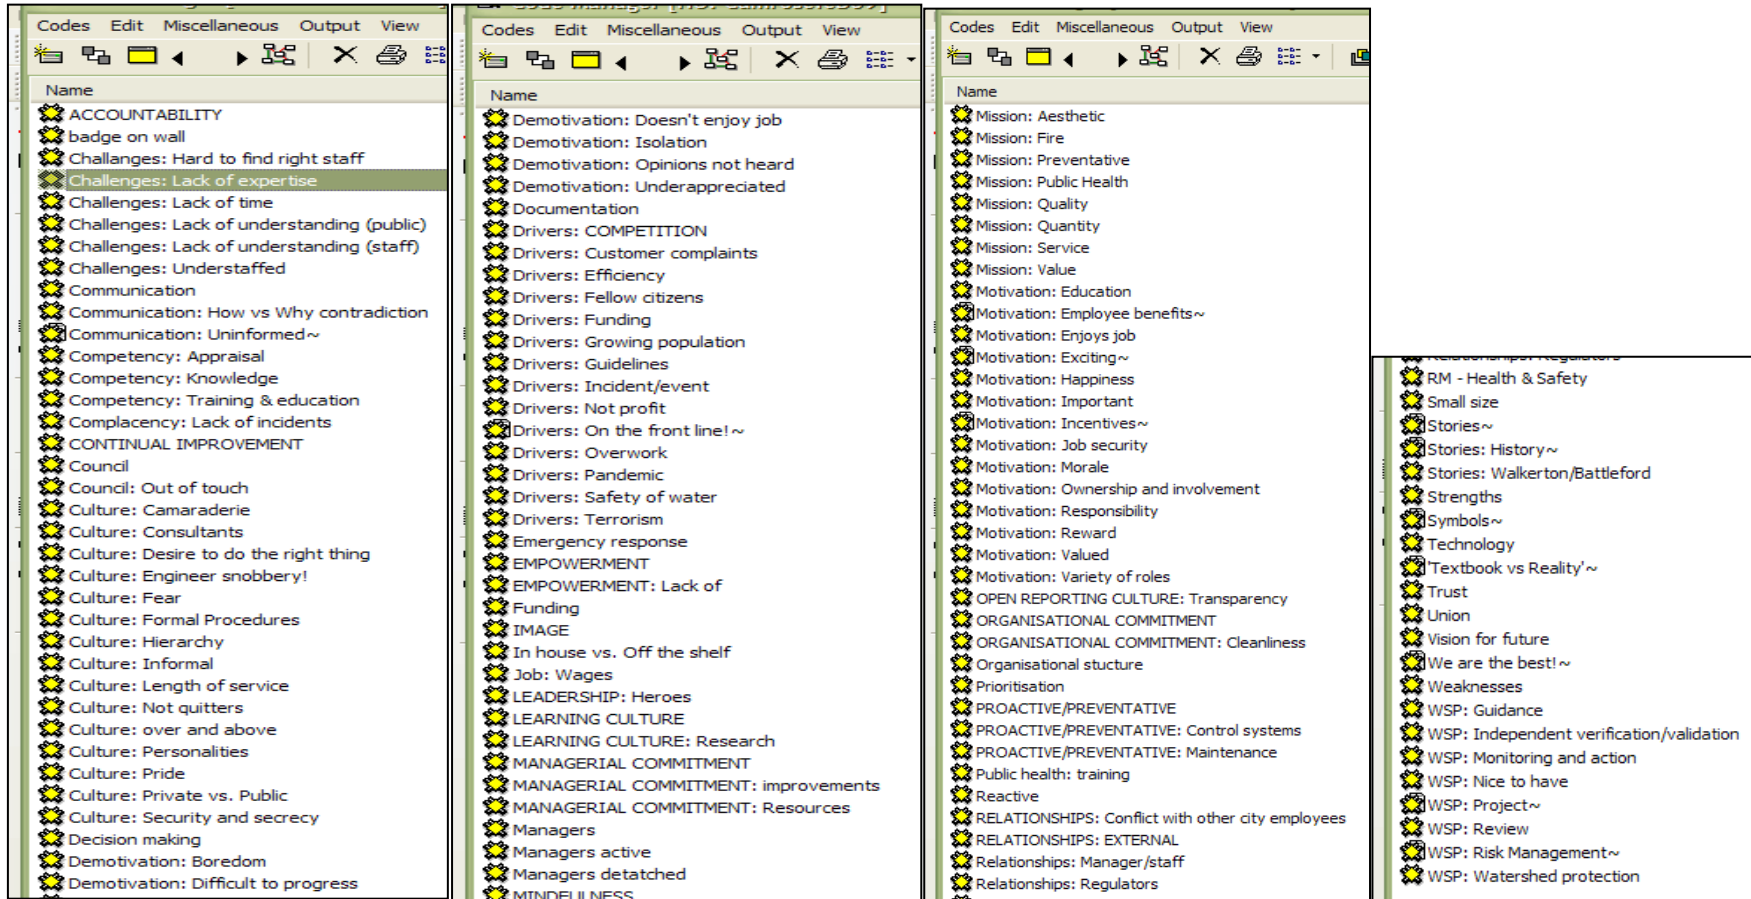 Codes Edit Miscellaneous Output View
Name
ACCOUNTABILITY
badge on wall
Challanges: Hard to find right staff
Challenges: Lack of expertise
Challenges: Lack of time
Challenges: Lack of understanding (public)
Challenges: Lack of understanding (staff)
Challenges: Understaffed
Communication
Communication: How vs Why contradiction
Communication: Uninformed~
Competency: Appraisal
Competency: Knowledge
Competency: Training & education
Complacency: Lack of incidents
CONTINUAL IMPROVEMENT
Council
Council: Out of touch
Culture: Camaraderie
Culture: Consultants
Culture: Desire to do the right thing
Culture: Engineer snobbery!
Culture: Fear
Culture: Formal Procedures
Culture: Hierarchy
Culture: Informal
Culture: Length of service
Culture: Not quitters
Culture: over and above
Culture: Personalities
Culture: Pride
Culture: Private vs. Public
Culture: Security and secrecy
Decision making
Demotivation: Boredom
Demotivation: Difficult to progress
Codes Edit Miscellaneous Output View
Name
Demotivation: Doesn't enjoy job
Demotivation: Isolation
Demotivation: Opinions not heard
Demotivation: Underappreciated
Documentation
Drivers: COMPETITION
Drivers: Customer complaints
Drivers: Efficiency
Drivers: Fellow citizens
Drivers: Funding
Drivers: Growing population
Drivers: Guidelines
Drivers: Incident/event
Drivers: Not profit
Drivers: On the front line!~
Drivers: Overwork
Drivers: Pandemic
Drivers: Safety of water
Drivers: Terrorism
Emergency response
EMPOWERMENT
EMPOWERMENT: Lack of
Funding
IMAGE
In house vs. Off the shelf
Job: Wages
LEADERSHIP: Heroes
LEARNING CULTURE
LEARNING CULTURE: Research
MANAGERIAL COMMITMENT
MANAGERIAL COMMITMENT: improvements
MANAGERIAL COMMITMENT: Resources
Managers
Managers active
Managers detatched
MINDFULNESS
Codes Edit Miscellaneous Output View
Name
Mission: Aesthetic
Mission: Fire
Mission: Preventative
Mission: Public Health
Mission: Quality
Mission: Quantity
Mission: Service
Mission: Value
Motivation: Education
Motivation: Employee benefits~
Motivation: Enjoys job
Motivation: Exciting~
Motivation: Happiness
Motivation: Important
Motivation: Incentives~
Motivation: Job security
Motivation: Morale
Motivation: Ownership and involvement
Motivation: Responsibility
Motivation: Reward
Motivation: Valued
Motivation: Variety of roles
OPEN REPORTING CULTURE: Transparency
ORGANISATIONAL COMMITMENT
ORGANISATIONAL COMMITMENT: Cleanliness
Organisational stucture
Prioritisation
PROACTIVE/PREVENTATIVE
PROACTIVE/PREVENTATIVE: Control systems
PROACTIVE/PREVENTATIVE: Maintenance
Public health: training
Reactive
RELATIONSHIPS: Conflict with other city employees
RELATIONSHIPS: EXTERNAL
Relationships: Manager/staff
Relationships: Regulators
Relationships: Regulators
RM - Health & Safety
Small size
Stories~
Stories: History~
Stories: Walkerton/Battleford
Strengths
Symbols~
Technology
'Textbook vs Reality'~
Trust
Union
Vision for future
We are the best!~
Weaknesses
WSP: Guidance
WSP: Independent verification/validation
WSP: Monitoring and action
WSP: Nice to have
WSP: Project~
WSP: Review
WSP: Risk Management~
WSP: Watershed protection